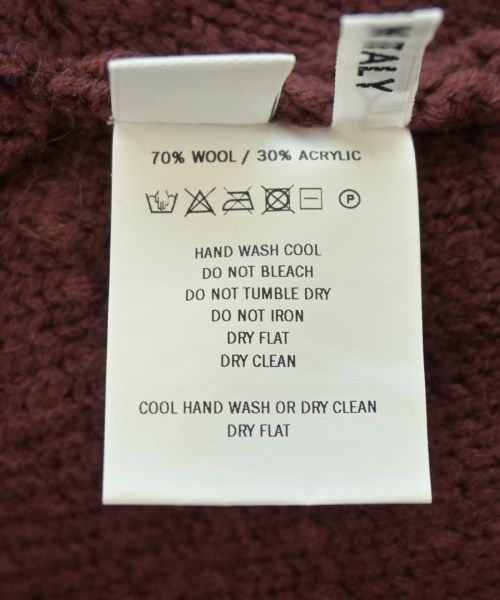 ITALY
70% WOOL / 30% ACRYLIC
P
HAND WASH COOL
DO NOT BLEACH
DO NOT TUMBLE DRY
DO NOT IRON
DRY FLAT
DRY CLEAN
COOL HAND WASH OR DRY CLEAN
DRY FLAT